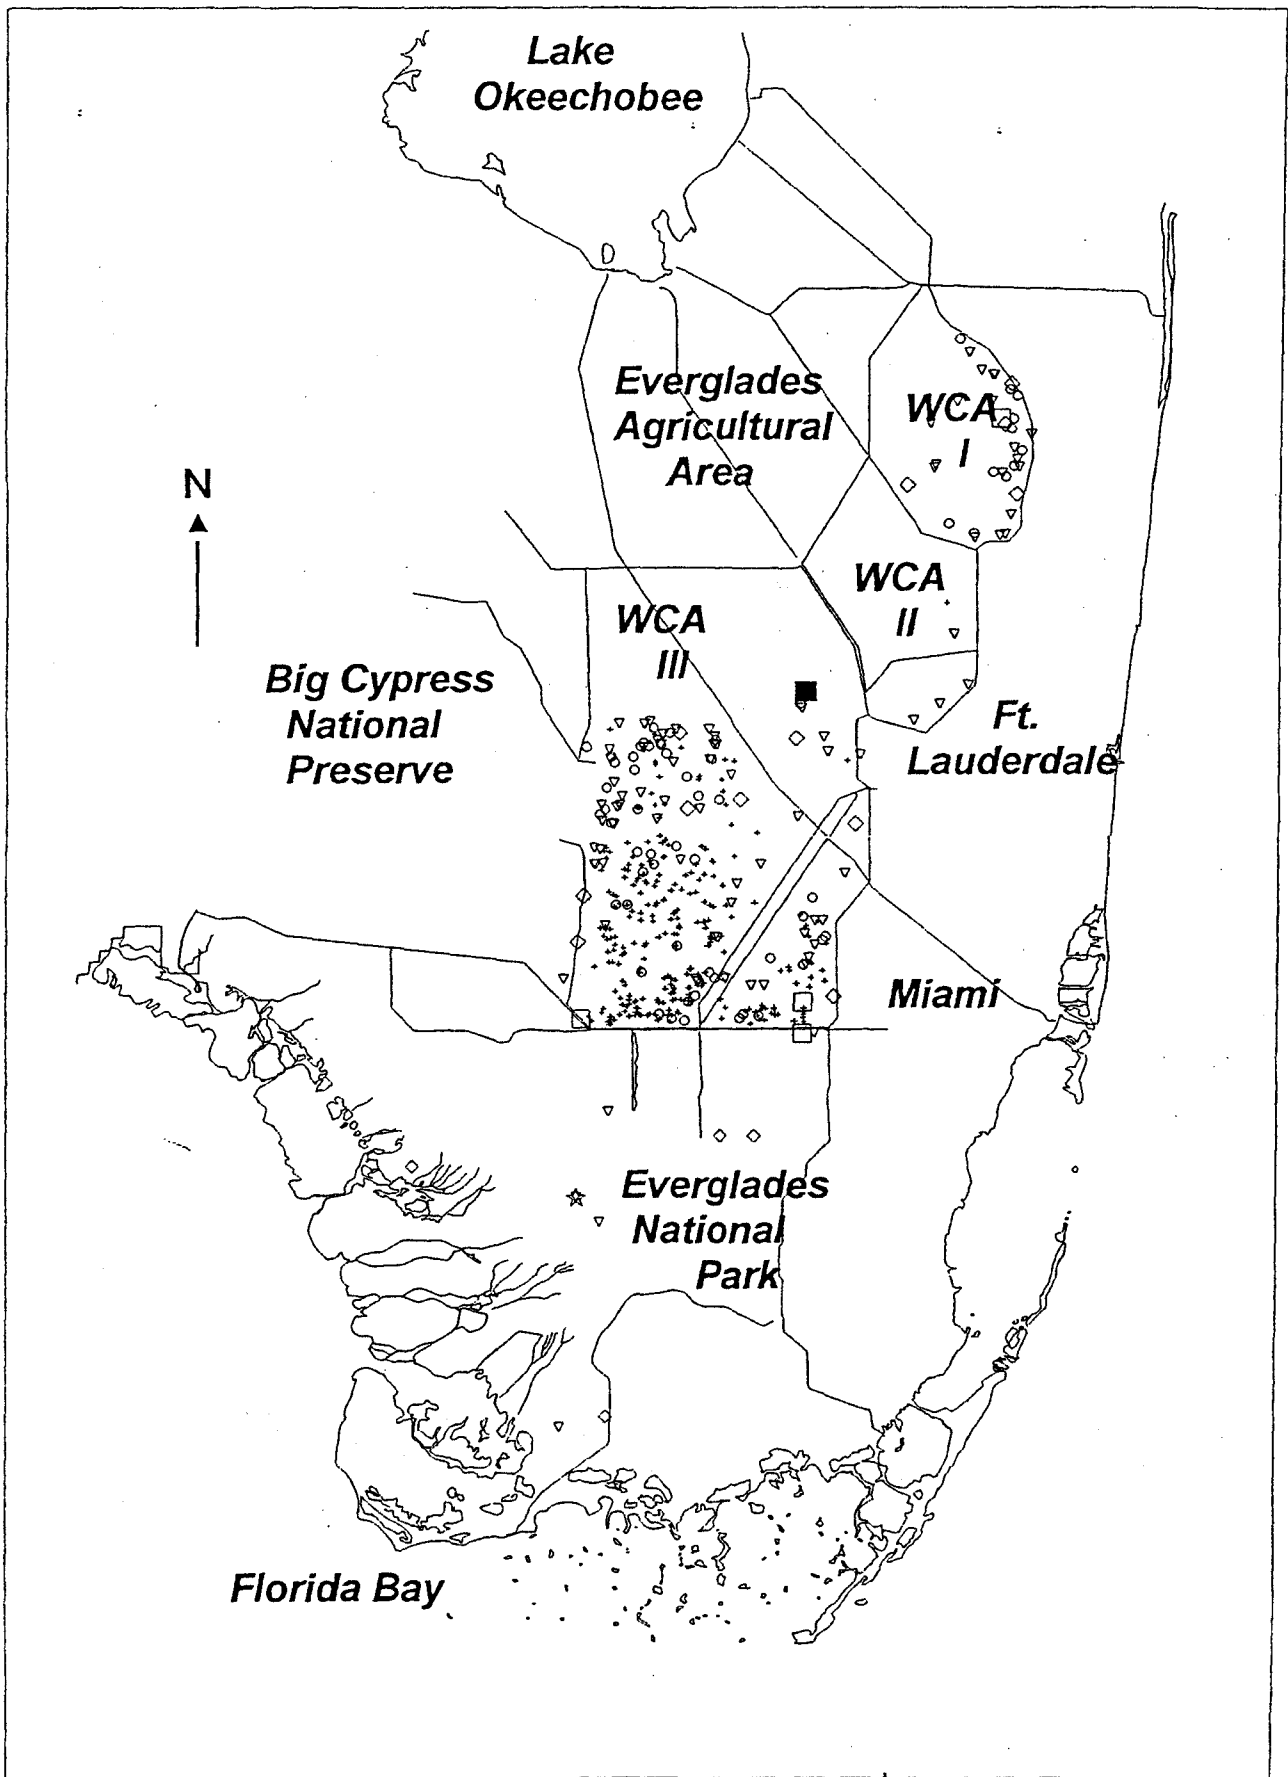 Lake
Okeechobee
Everglades
Agricultural
Area
WCA
I
N
WCA
II
WCA
III
Big Cypress
National
Preserve
Ft.
Lauderdale
Miami
Everglades
National
Park
Florida Bay